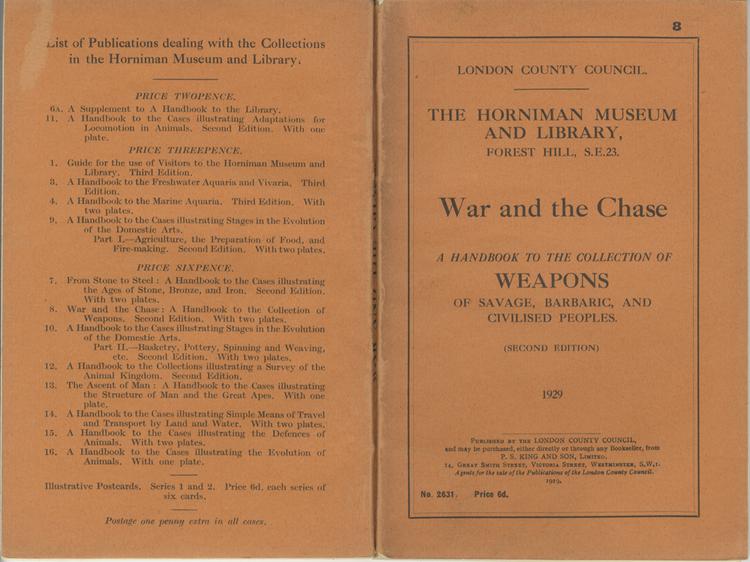 List of Publications dealing with the Collections
in the Horniman Museum and Library.
PRICE TWOPENCE.
6A. A Supplement to A Handbook to the Library.
11. A Handbook to the Cases illustrating Adaptations for
Locomotion in Animals. Second Edition. With one
plate.
PRICE THREEPENCE.
1. Guide for the use of Visitors to the Horniman Museum and
Library. Third Edition.
3. A Handbook to the Freshwater Aquaria and Vivaria. Third
Edition.
4. A Handbook to the Marine Aquaria. Third Edition. With
two plates.
9. A Handbook to the Cases illustrating Stages in the Evolution
of the Domestic Arts.
Part I.—Agriculture, the Preparation of Food, and
Fire-making. Second Edition. With two plates.
PRICE SIXPENCE.
7. From Stone to Steel: A Handbook to the Cases illustrating
the Ages of Stone, Bronze, and Iron. Second Edition.
With two plates.
8. War and the Chase: A Handbook to the Collection of
Weapons. Second Edition. With two plates.
10. A Handbook to the Cases illustrating Stages in the Evolution
of the Domestic Arts.
Part II.—Basketry, Pottery, Spinning and Weaving,
etc. Second Edition. With two plates.
12. A Handbook to the Collections illustrating a Survey of the
Animal Kingdom. Second Edition.
13. The Ascent of Man: A Handbook to the Cases illustrating
the Structure of Man and the Great Apes. With one
plate.
14. A Handbook to the Cases illustrating Simple Means of Travel
and Transport by Land and Water. With two plates.
15. A Handbook to the Cases illustrating the Defences of
Animals. With two plates.
16. A Handbook to the Cases illustrating the Evolution of
Animals. With one plate.
Illustrative Postcards. Series 1 and 2. Price 6d. each series of
six cards.
Postage one penny extra in all cases.
8
LONDON COUNTY COUNCIL.
THE HORNIMAN MUSEUM
AND LIBRARY,
FOREST HILL, S.E.23.
War and the Chase
A HANDBOOK TO THE COLLECTION OF
WEAPONS
OF SAVAGE, BARBARIC, AND
CIVILISED PEOPLES.
(SECOND EDITION)
1929
PUBLISHED BY THE LONDON COUNTY COUNCIL,
and may be purchased, either directly or through any Bookseller, from
P. S. KING AND SON, LIMITED,
14, GREAT SMITH STREET, VICTORIA STREET, WESTMINSTER, S.W.1.
Agents for the sale of the Publications of the London County Council.
1929.
No. 2631. Price 6d.